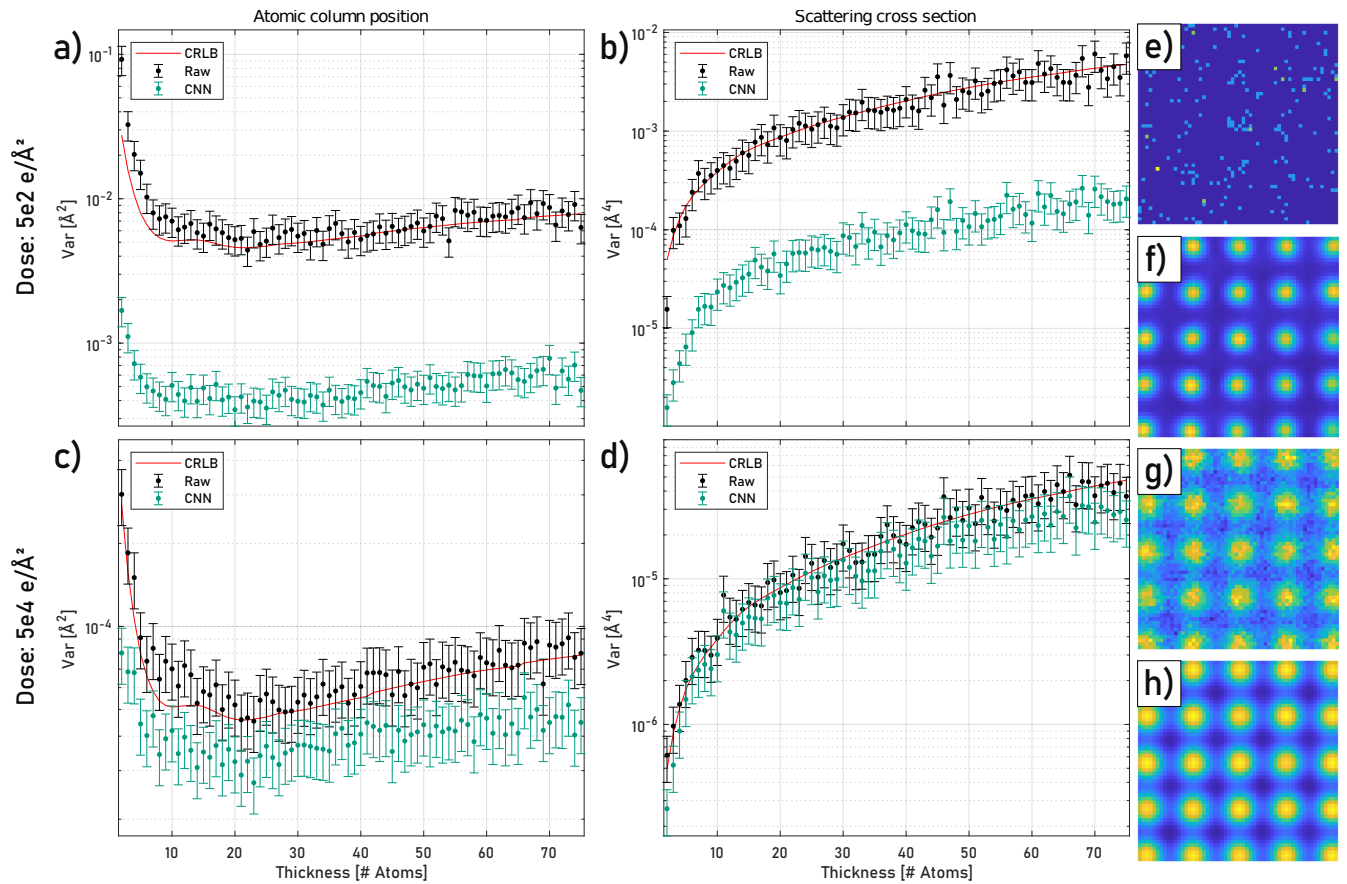 Atomic column position
Scattering cross section
Dose: 5e2 e/Å²
a)
CRLB
Raw
CNN
10⁻¹
10⁻²
10⁻³
Var [Å²]
b)
CRLB
Raw
CNN
10⁻²
10⁻³
10⁻⁴
10⁻⁵
Var [Å⁴]
e)
f)
Dose: 5e4 e/Å²
c)
CRLB
Raw
CNN
10⁻⁴
Var [Å²]
10 20 30 40 50 60 70
Thickness [# Atoms]
d)
CRLB
Raw
CNN
10⁻⁵
10⁻⁶
Var [Å⁴]
10 20 30 40 50 60 70
Thickness [# Atoms]
g)
h)